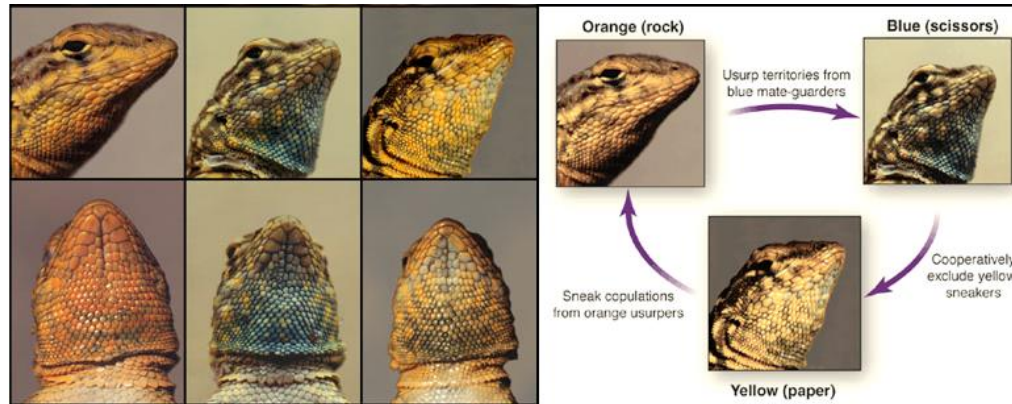 Orange (rock)
Blue (scissors)
Usurp territories from
blue mate-guarders
Cooperatively
exclude yellow
sneakers
Sneak copulations
from orange usurpers
Yellow (paper)